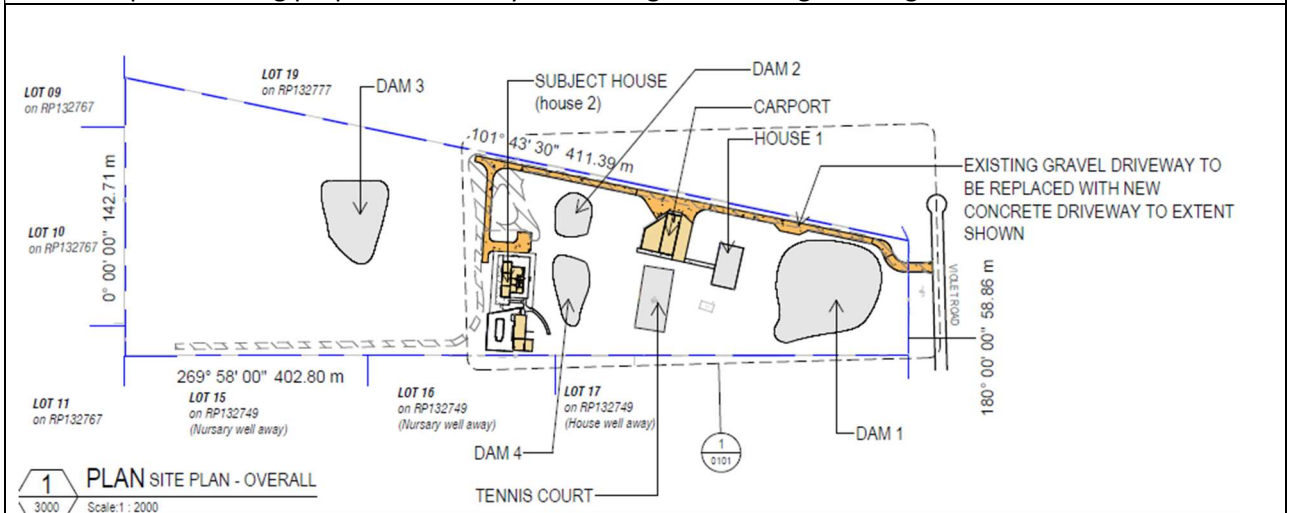 LOT 09
on RP132767
LOT 19
on RP132777
DAM 3
SUBJECT HOUSE
(house 2)
DAM 2
CARPORT
HOUSE 1
101° 43' 30" 411.39 m
EXISTING GRAVEL DRIVEWAY TO
BE REPLACED WITH NEW
CONCRETE DRIVEWAY TO EXTENT
SHOWN
0° 00' 00" 142.71 m
LOT 10
on RP132767
VIOLET ROAD
180° 00' 00" 58.86 m
269° 58' 00" 402.80 m
LOT 11
on RP132767
LOT 15
on RP132749
(Nursary well away)
LOT 16
on RP132749
(Nursary well away)
LOT 17
on RP132749
(House well away)
DAM 4
TENNIS COURT
1
0101
DAM 1
1
3000
PLAN SITE PLAN - OVERALL
Scale:1 : 2000